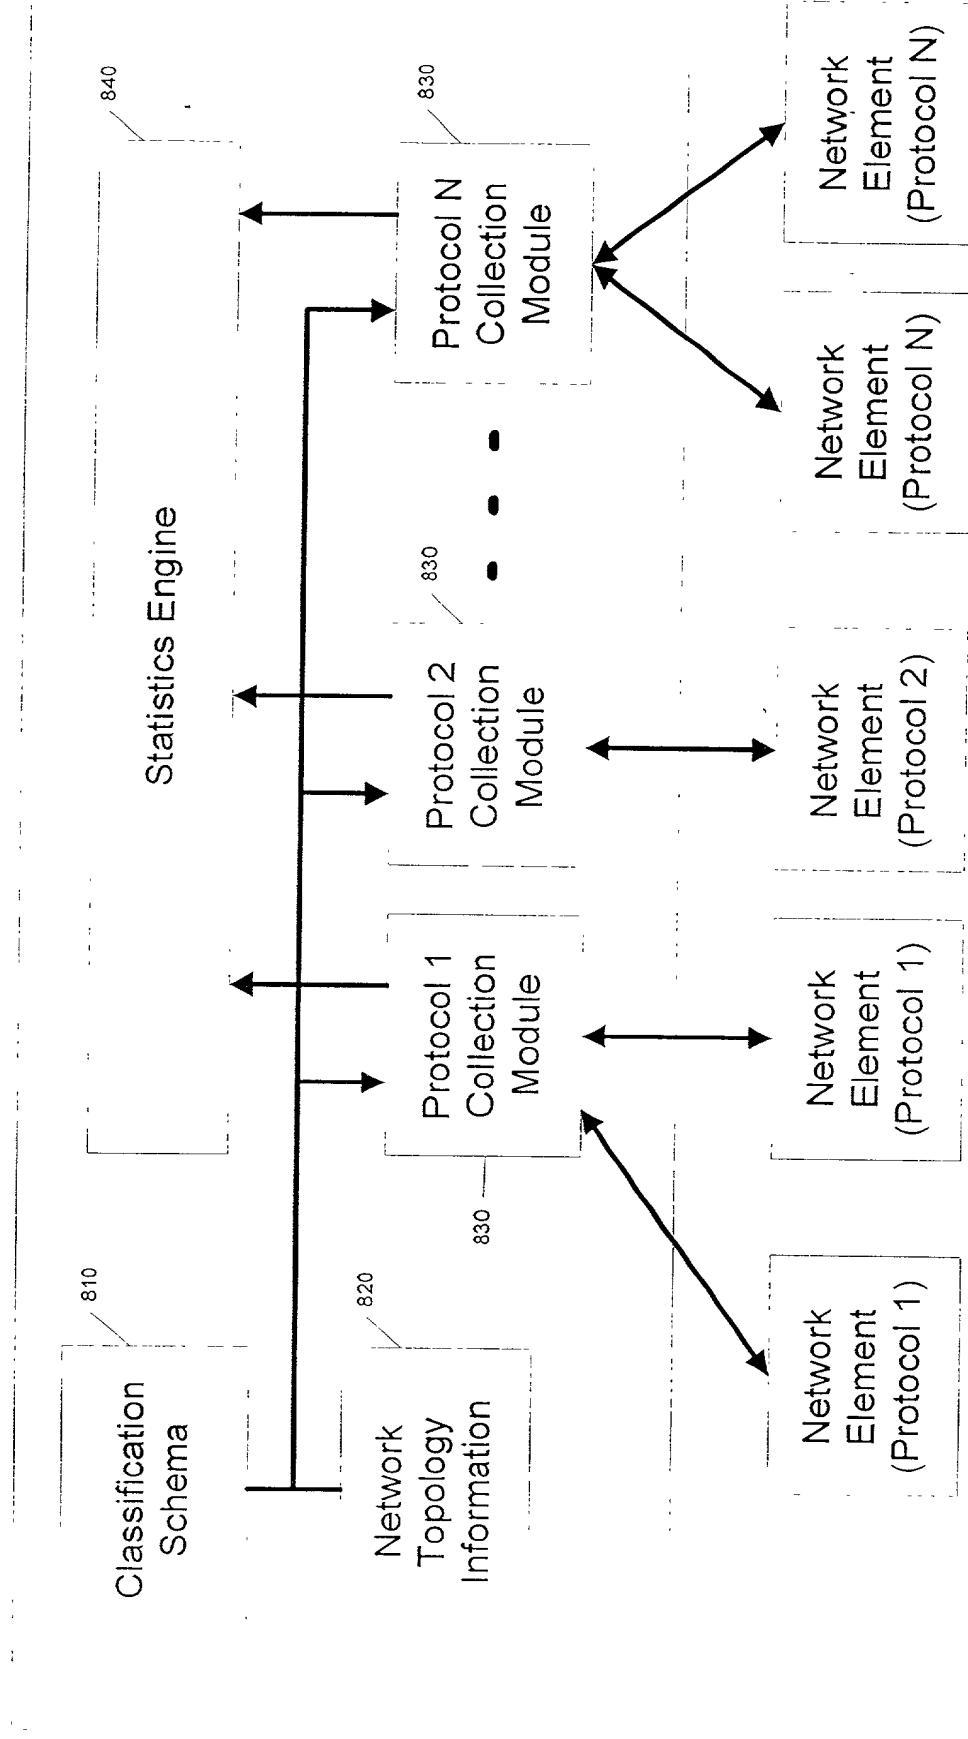 840
Statistics Engine
810
Classification
Schema
820
Network
Topology
Information
830
Protocol 1
Collection
Module
830
Protocol 2
Collection
Module
830
Protocol N
Collection
Module
Network
Element
(Protocol 1)
Network
Element
(Protocol 1)
Network
Element
(Protocol 2)
Network
Element
(Protocol N)
Network
Element
(Protocol N)